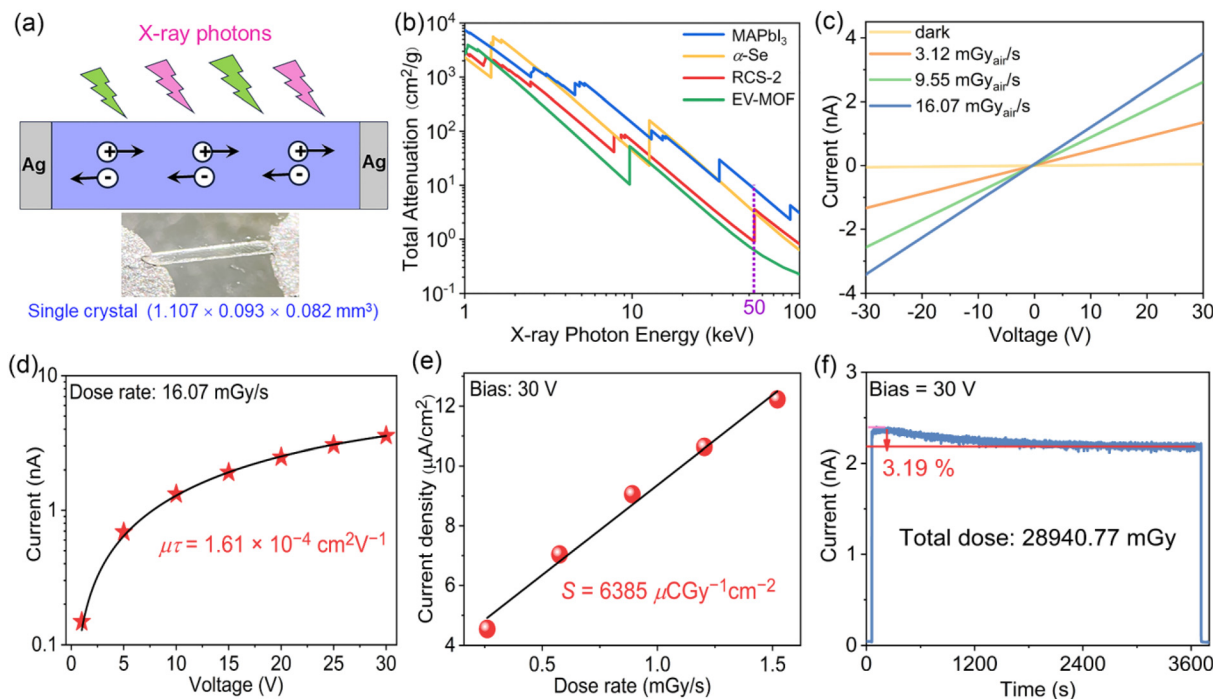 (a)
X-ray photons
Ag
+ + +
- - -
Ag
Single crystal (1.107 × 0.093 × 0.082 mm³)
(b)
Total Attenuation (cm²/g)
10⁴
10³
10²
10¹
10⁰
10⁻¹
MAPbI₃
α-Se
RCS-2
EV-MOF
1 10 50 100
X-ray Photon Energy (keV)
(c)
Current (nA)
4
2
0
-2
-4
dark
3.12 mGyₐᵢᵣ/s
9.55 mGyₐᵢᵣ/s
16.07 mGyₐᵢᵣ/s
-30 -20 -10 0 10 20 30
Voltage (V)
(d)
Current (nA)
10
1
0.1
Dose rate: 16.07 mGy/s
μτ = 1.61 × 10⁻⁴ cm²V⁻¹
0 5 10 15 20 25 30
Voltage (V)
(e)
Current density (μA/cm²)
12
10
8
6
4
Bias: 30 V
S = 6385 μCGy⁻¹cm⁻²
0.5 1.0 1.5
Dose rate (mGy/s)
(f)
Current (nA)
3
2
1
0
Bias = 30 V
3.19 %
Total dose: 28940.77 mGy
0 1200 2400 3600
Time (s)